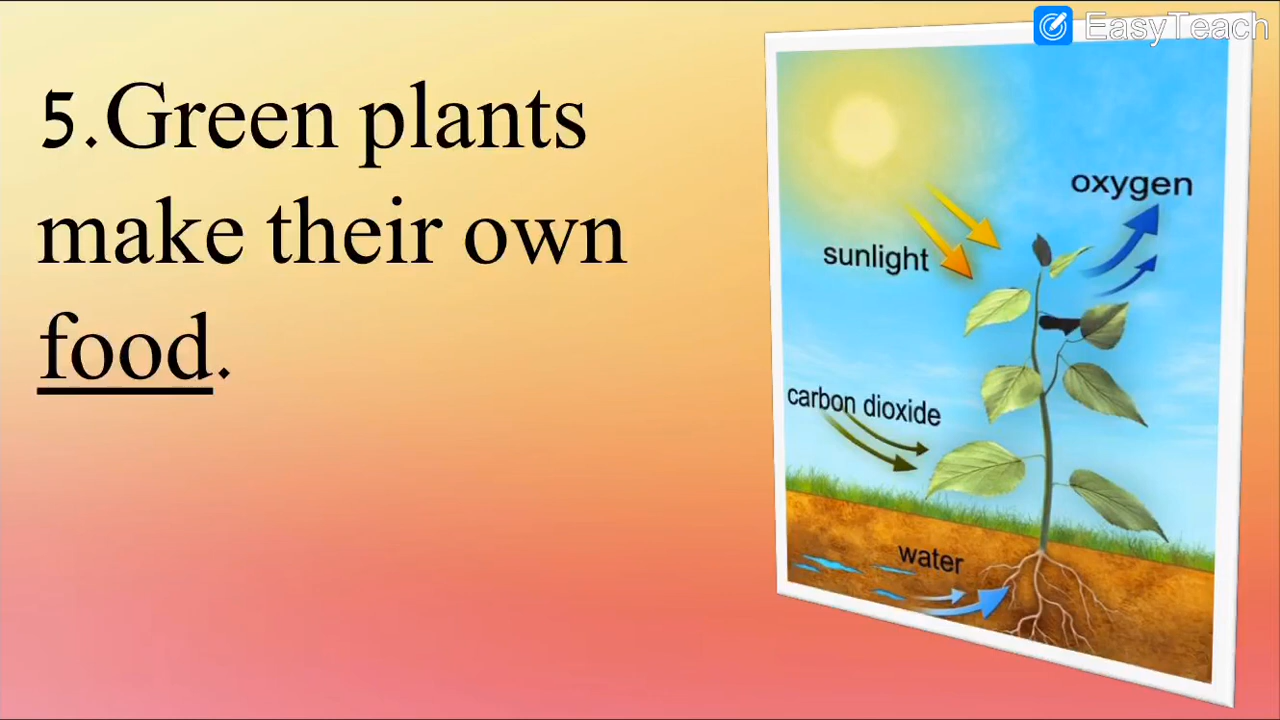 EasyTeach
5.Green plants
make their own
food.
oxygen
sunlight
carbon dioxide
water